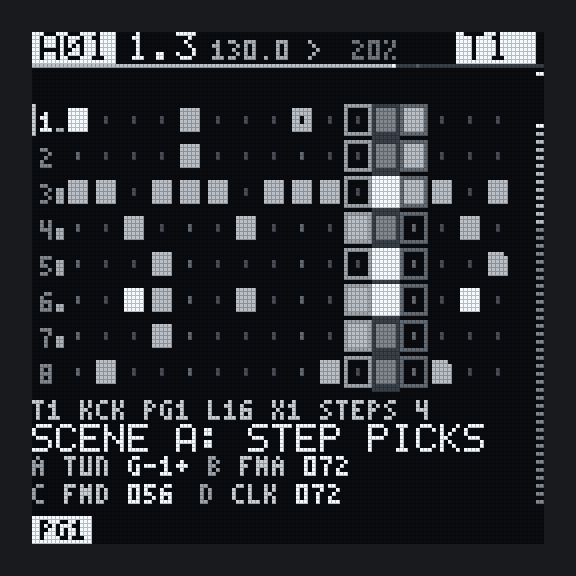 A01 1.3 130.0 > 20% T1
1
2
3
4
5
6
7
8
T1 KCK PG1 L16 X1 STEPS 4
SCENE A: STEP PICKS
A TUN G-1+ B FMA 072
C FMD 056 D CLK 072
PG1